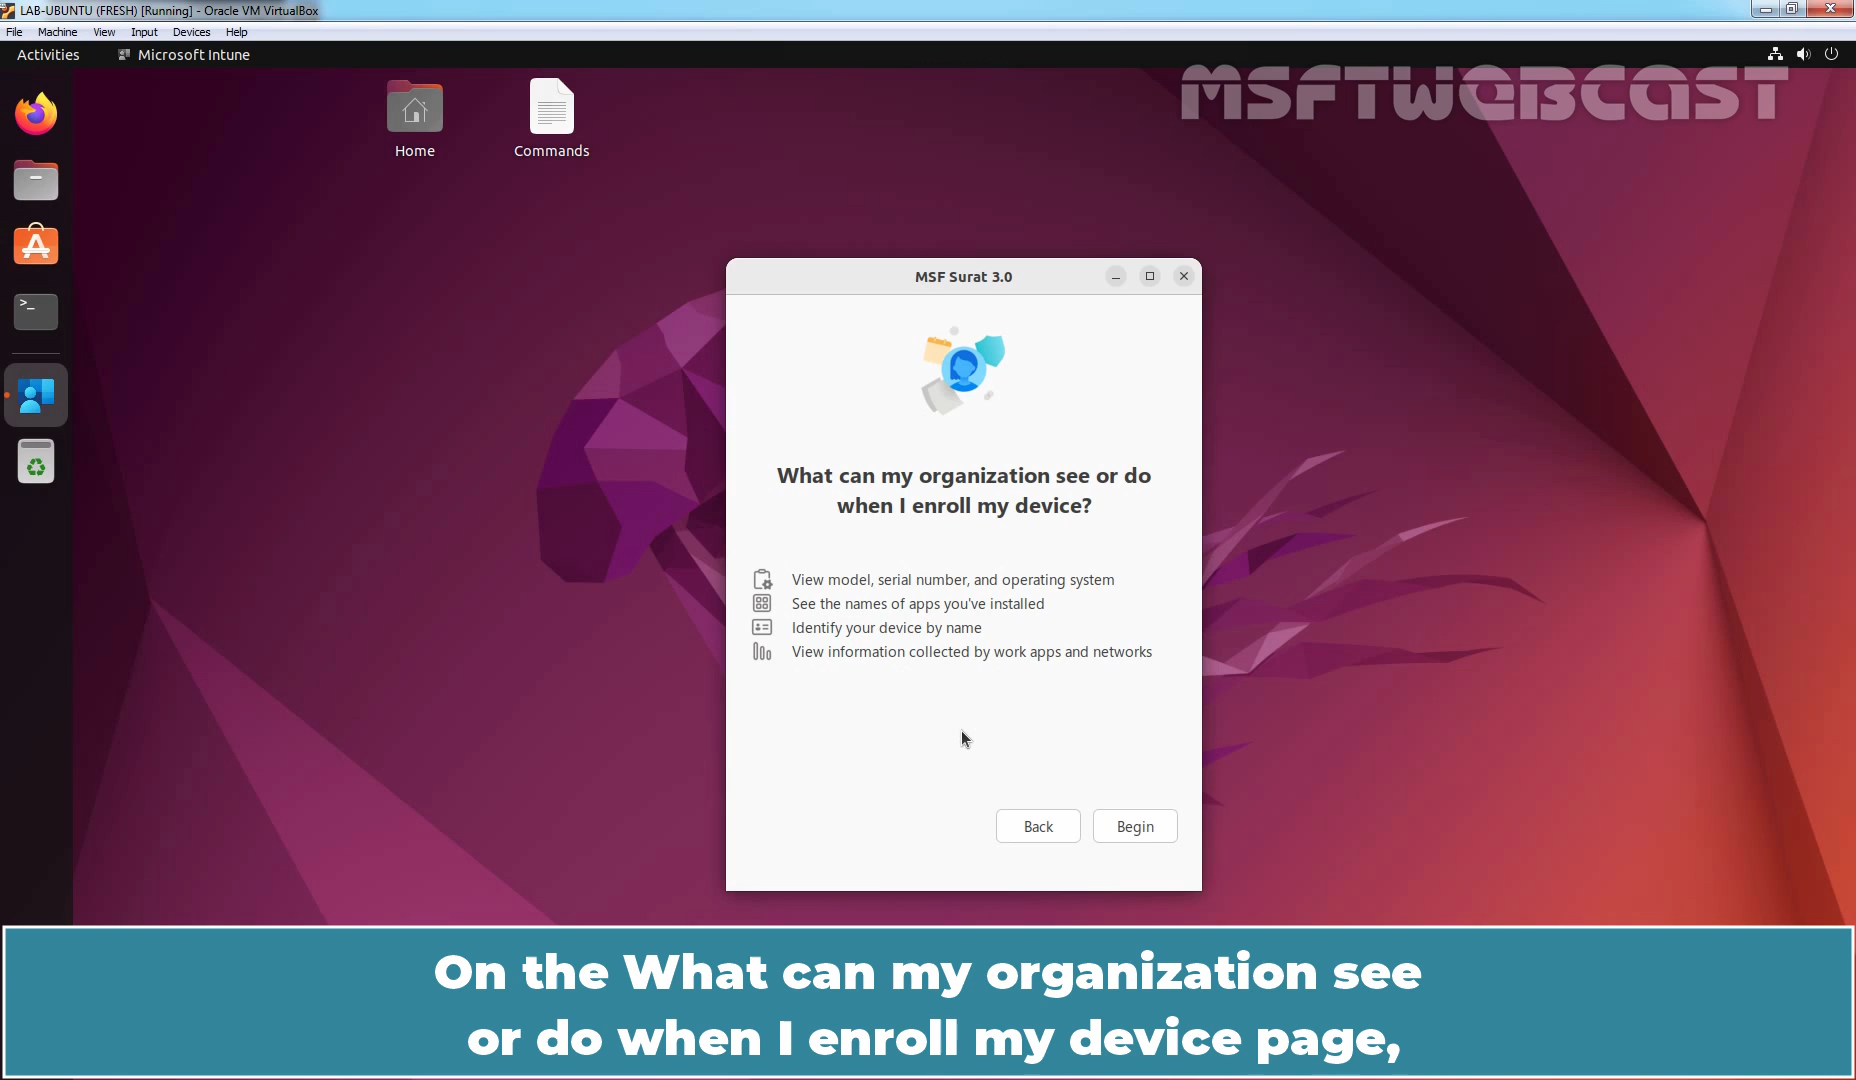 LAB-UBUNTU (FRESH) [Running] - Oracle VM VirtualBox
File Machine View Input Devices Help
Activities Microsoft Intune
MSFTWEBCAST
Home Commands
MSF Surat 3.0
What can my organization see or do
when I enroll my device?
View model, serial number, and operating system
See the names of apps you've installed
Identify your device by name
View information collected by work apps and networks
Back Begin
On the What can my organization see
or do when I enroll my device page,